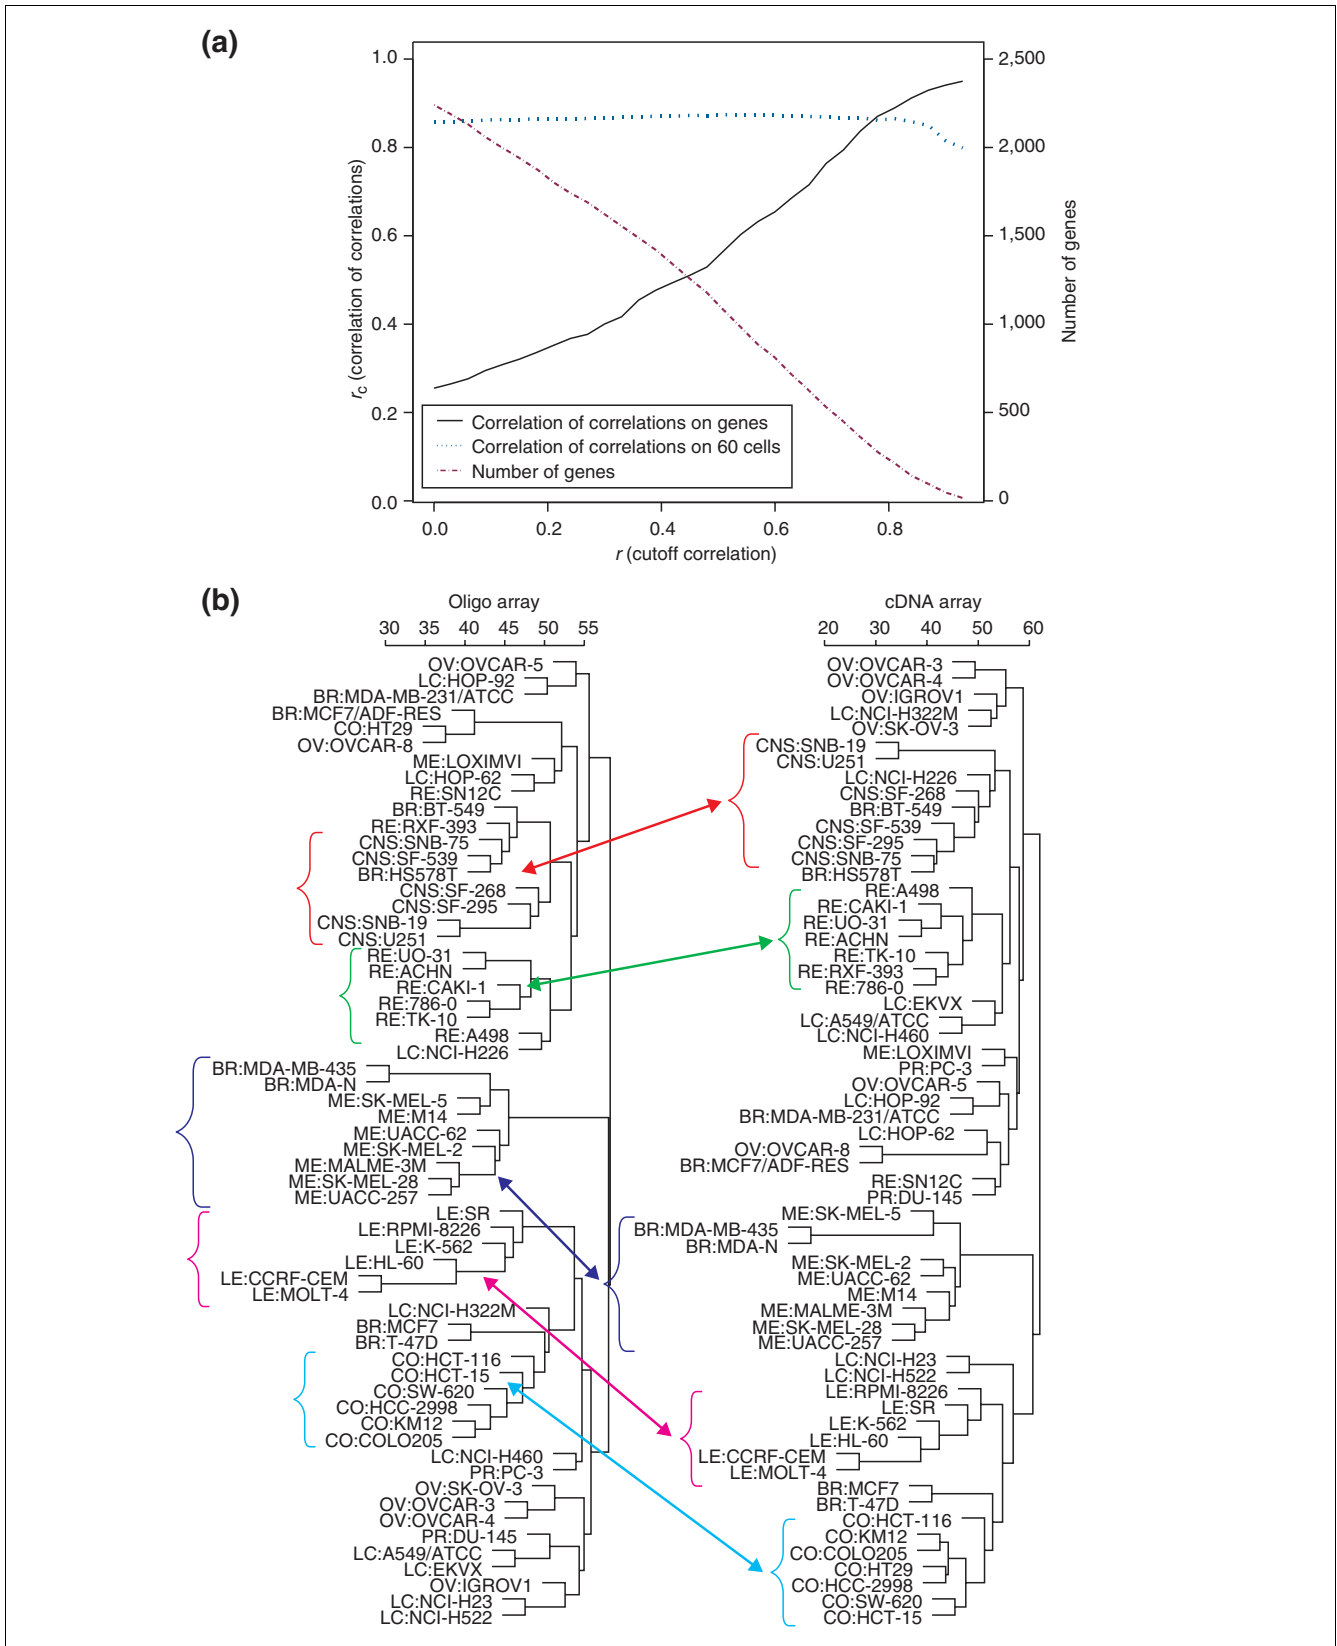 (a)
1.0
0.8
0.6
0.4
0.2
0.0
rc (correlation of correlations)
2,500
2,000
1,500
1,000
500
0
Number of genes
Correlation of correlations on genes
Correlation of correlations on 60 cells
Number of genes
0.0 0.2 0.4 0.6 0.8
r (cutoff correlation)
(b)
Oligo array
30 35 40 45 50 55
OV:OVCAR-5
LC:HOP-92
BR:MDA-MB-231/ATCC
BR:MCF7/ADF-RES
CO:HT29
OV:OVCAR-8
ME:LOXIMVI
LC:HOP-62
RE:SN12C
BR:BT-549
RE:RXF-393
CNS:SNB-75
CNS:SF-539
BR:HS578T
CNS:SF-268
CNS:SF-295
CNS:SNB-19
CNS:U251
RE:UO-31
RE:ACHN
RE:CAKI-1
RE:786-0
RE:TK-10
RE:A498
LC:NCI-H226
BR:MDA-MB-435
BR:MDA-N
ME:SK-MEL-5
ME:M14
ME:UACC-62
ME:SK-MEL-2
ME:MALME-3M
ME:SK-MEL-28
ME:UACC-257
LE:SR
LE:RPMI-8226
LE:K-562
LE:HL-60
LE:CCRF-CEM
LE:MOLT-4
LC:NCI-H322M
BR:MCF7
BR:T-47D
CO:HCT-116
CO:HCT-15
CO:SW-620
CO:HCC-2998
CO:KM12
CO:COLO205
LC:NCI-H460
PR:PC-3
OV:SK-OV-3
OV:OVCAR-3
OV:OVCAR-4
PR:DU-145
LC:A549/ATCC
LC:EKVX
OV:IGROV1
LC:NCI-H23
LC:NCI-H522
cDNA array
20 30 40 50 60
OV:OVCAR-3
OV:OVCAR-4
OV:IGROV1
LC:NCI-H322M
OV:SK-OV-3
CNS:SNB-19
CNS:U251
LC:NCI-H226
CNS:SF-268
BR:BT-549
CNS:SF-539
CNS:SF-295
CNS:SNB-75
BR:HS578T
RE:A498
RE:CAKI-1
RE:UO-31
RE:ACHN
RE:TK-10
RE:RXF-393
RE:786-0
LC:EKVX
LC:A549/ATCC
LC:NCI-H460
ME:LOXIMVI
PR:PC-3
OV:OVCAR-5
LC:HOP-92
BR:MDA-MB-231/ATCC
LC:HOP-62
OV:OVCAR-8
BR:MCF7/ADF-RES
RE:SN12C
PR:DU-145
ME:SK-MEL-5
BR:MDA-MB-435
BR:MDA-N
ME:SK-MEL-2
ME:UACC-62
ME:M14
ME:MALME-3M
ME:SK-MEL-28
ME:UACC-257
LC:NCI-H23
LC:NCI-H522
LE:RPMI-8226
LE:SR
LE:K-562
LE:HL-60
LE:CCRF-CEM
LE:MOLT-4
BR:MCF7
BR:T-47D
CO:HCT-116
CO:KM12
CO:COLO205
CO:HT29
CO:HCC-2998
CO:SW-620
CO:HCT-15